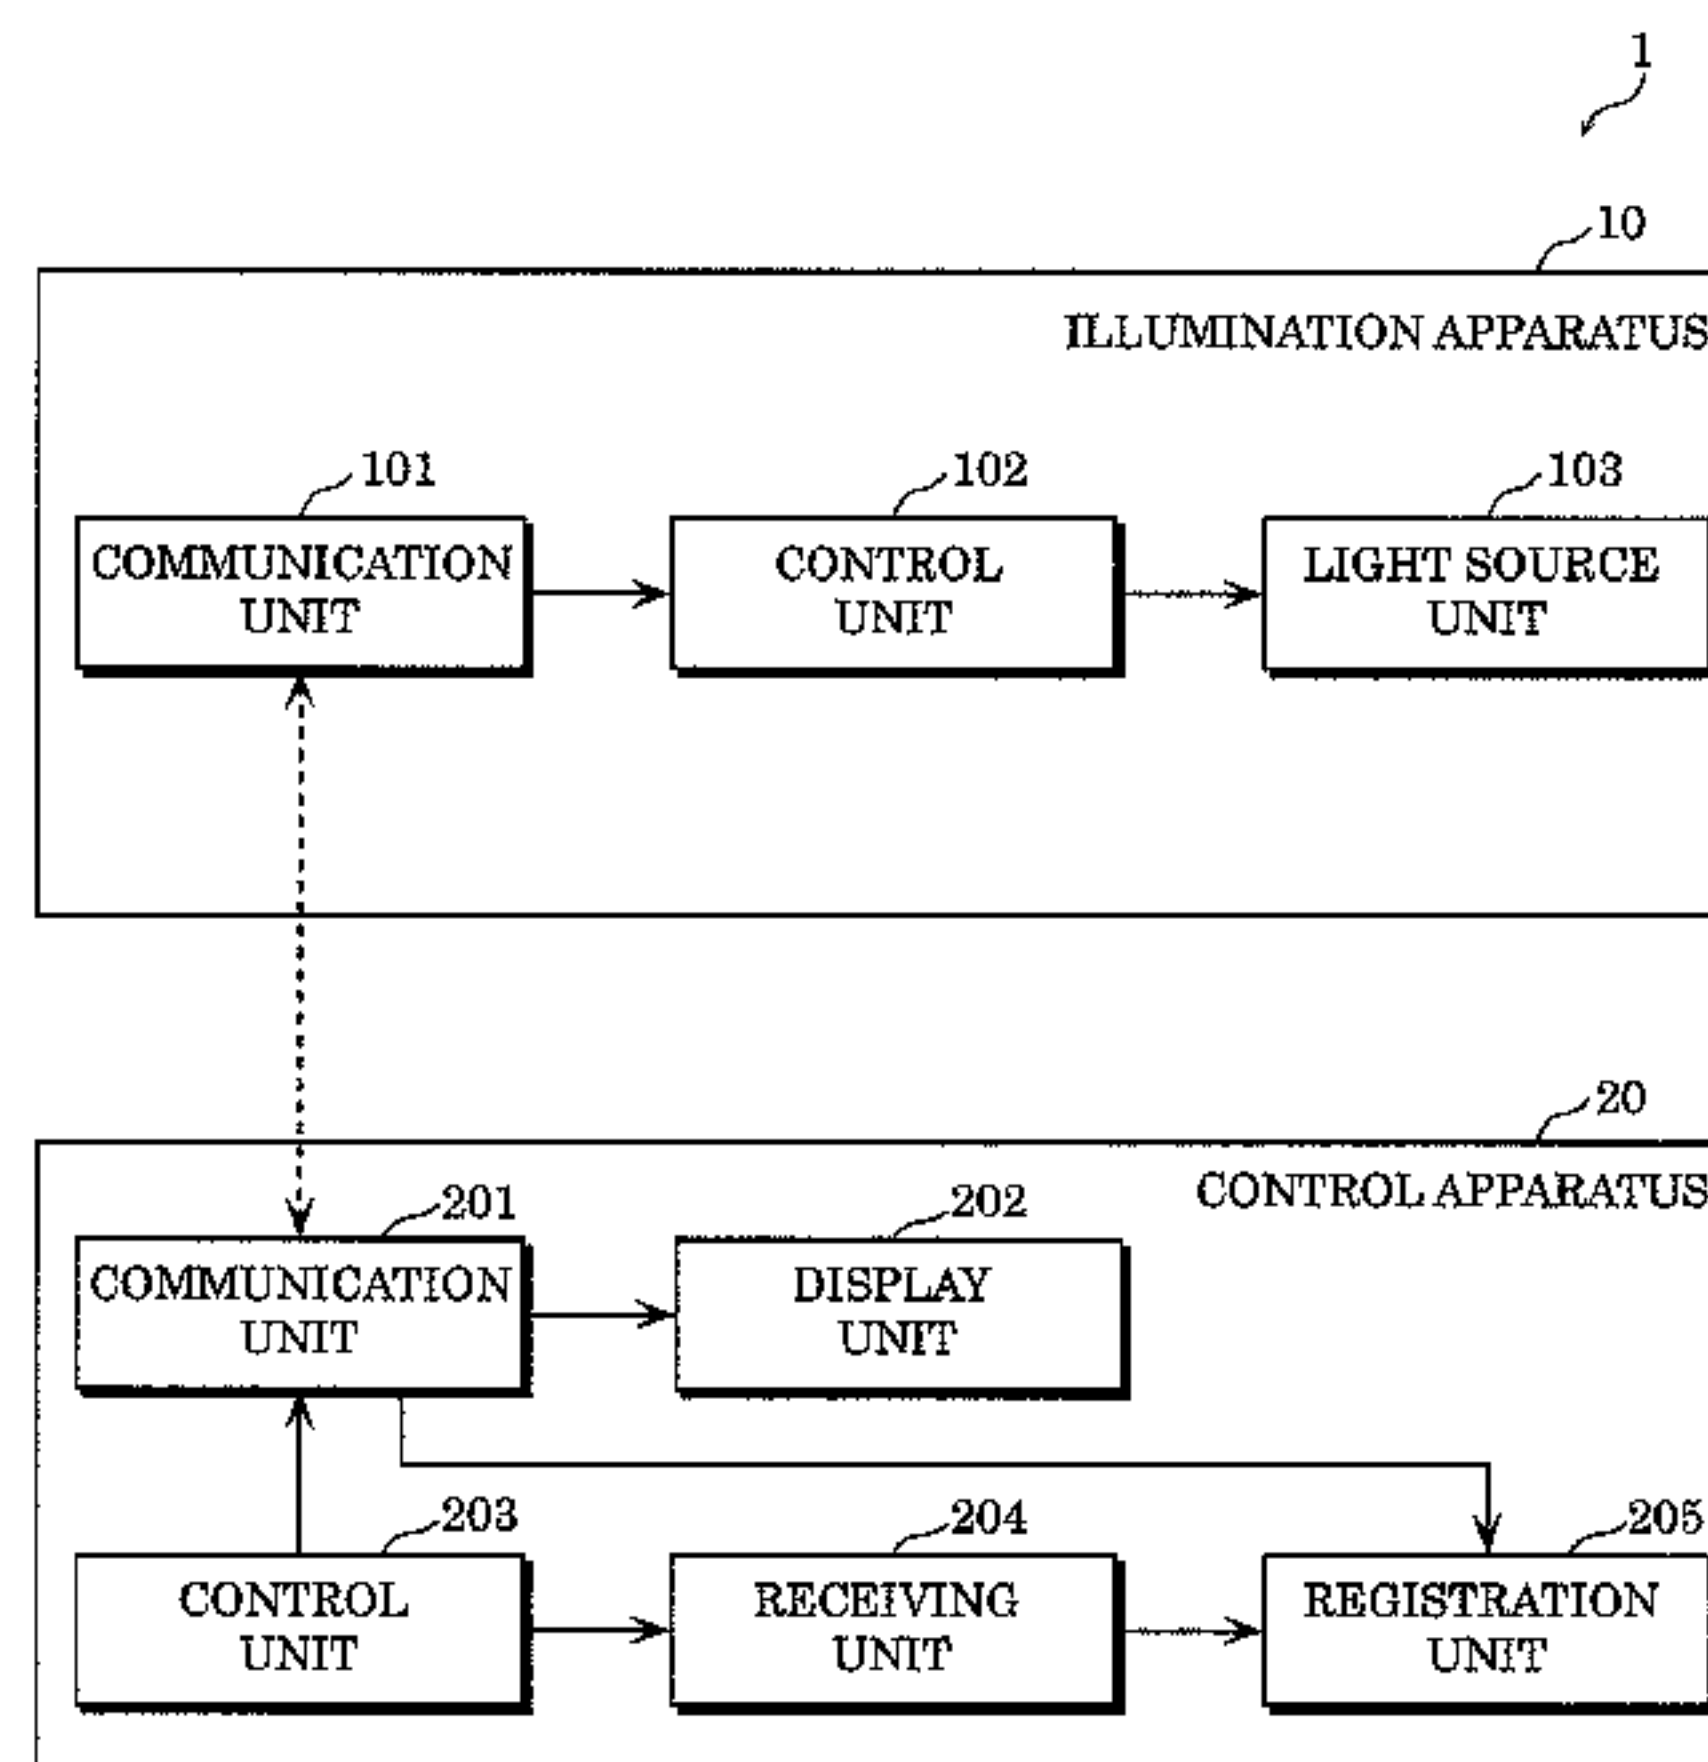 1
10
ILLUMINATION APPARATUS
101
102
103
COMMUNICATION
UNIT
CONTROL
UNIT
LIGHT SOURCE
UNIT
20
CONTROL APPARATUS
201
202
COMMUNICATION
UNIT
DISPLAY
UNIT
203
204
205
CONTROL
UNIT
RECEIVING
UNIT
REGISTRATION
UNIT